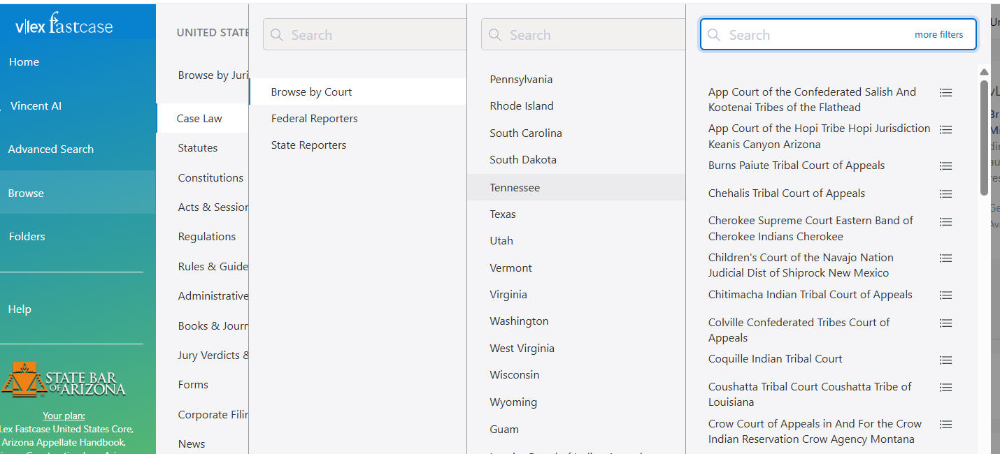 vlex fastcase
Home
Vincent AI
Advanced Search
Browse
Folders
Help
STATE BAR
OF ARIZONA
Your plan:
Lex Fastcase United States Core,
Arizona Appellate Handbook,
UNITED STATE
Browse by Juri
Case Law
Statutes
Constitutions
Acts & Session
Regulations
Rules & Guide
Administrative
Books & Journ
Jury Verdicts &
Forms
Corporate Filin
News
Search
Browse by Court
Federal Reporters
State Reporters
Search
Pennsylvania
Rhode Island
South Carolina
South Dakota
Tennessee
Texas
Utah
Vermont
Virginia
Washington
West Virginia
Wisconsin
Wyoming
Guam
Search more filters
App Court of the Confederated Salish And
Kootenai Tribes of the Flathead
App Court of the Hopi Tribe Hopi Jurisdiction
Keanis Canyon Arizona
Burns Paiute Tribal Court of Appeals
Chehalis Tribal Court of Appeals
Cherokee Supreme Court Eastern Band of
Cherokee Indians Cherokee
Children's Court of the Navajo Nation
Judicial Dist of Shiprock New Mexico
Chitimacha Indian Tribal Court of Appeals
Colville Confederated Tribes Court of
Appeals
Coquille Indian Tribal Court
Coushatta Tribal Court Coushatta Tribe of
Louisiana
Crow Court of Appeals in And For the Crow
Indian Reservation Crow Agency Montana